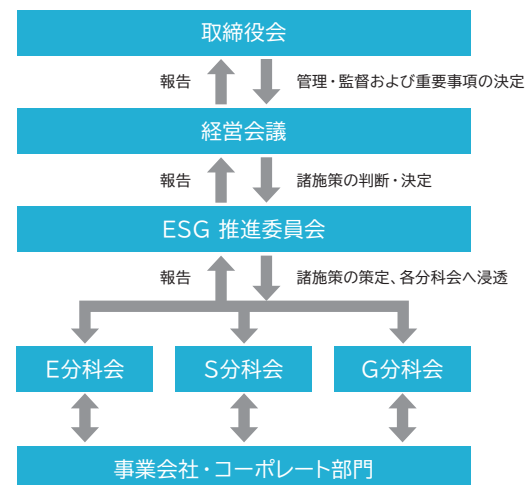 取締役会
報告
管理・監督および重要事項の決定
経営会議
報告
諸施策の判断・決定
ESG 推進委員会
報告
諸施策の策定、各分科会へ浸透
E分科会
S分科会
G分科会
事業会社・コーポレート部門